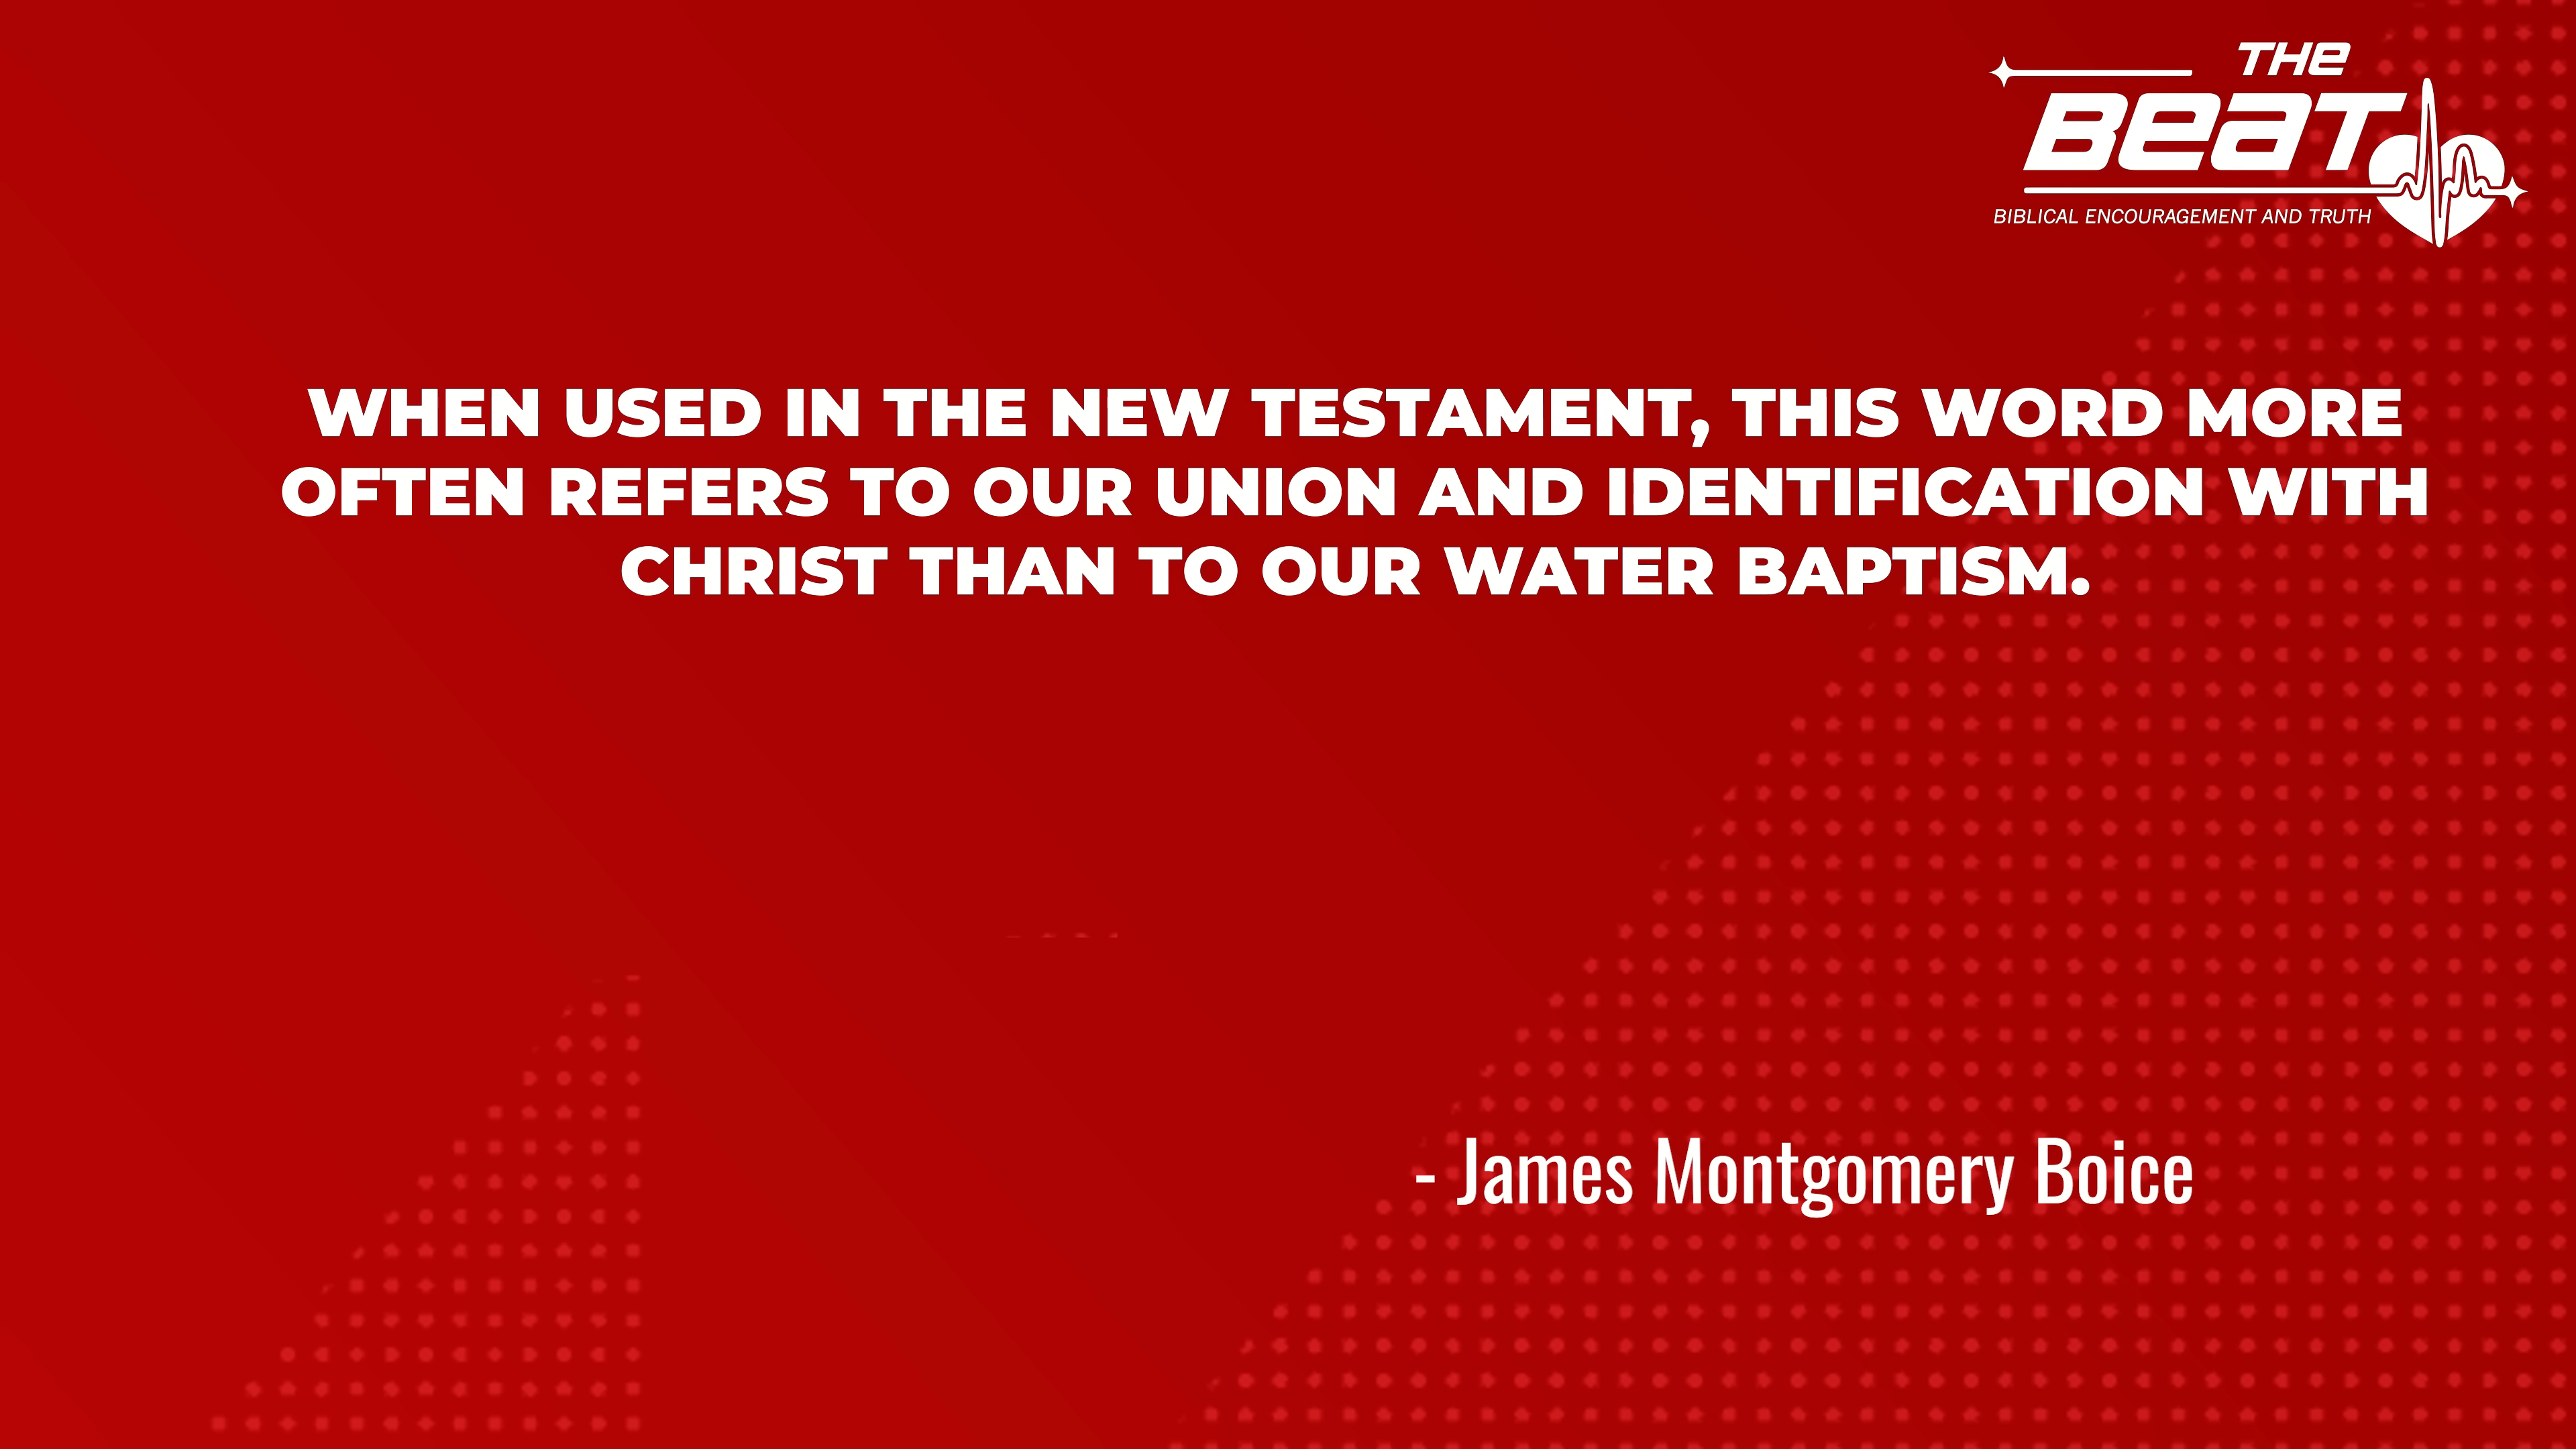 THE
BEAT
BIBLICAL ENCOURAGEMENT AND TRUTH
WHEN USED IN THE NEW TESTAMENT, THIS WORD MORE
OFTEN REFERS TO OUR UNION AND IDENTIFICATION WITH
CHRIST THAN TO OUR WATER BAPTISM.
- James Montgomery Boice